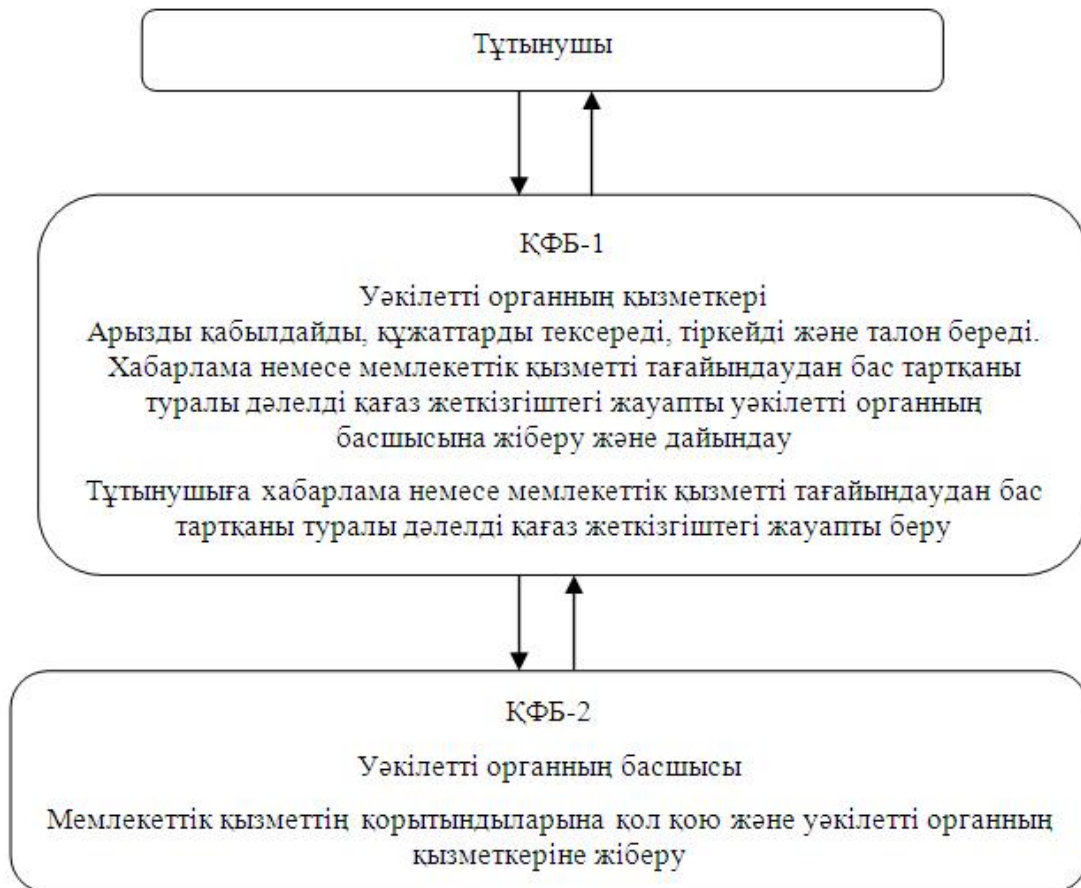 Тұтынушы
ҚФБ-1
Уәкілетті органның қызметкері
Арызды қабылдайды, құжаттарды тексереді, тіркейді және талон береді.
Хабарлама немесе мемлекеттік қызметті тағайындаудан бас тартқаны
туралы дәлелді қағаз жеткізгіштегі жауапты уәкілетті органның
басшысына жіберу және дайындау
Тұтынушыға хабарлама немесе мемлекеттік қызметті тағайындаудан бас
тартқаны туралы дәлелді қағаз жеткізгіштегі жауапты беру
ҚФБ-2
Уәкілетті органның басшысы
Мемлекеттік қызметтің қорытындыларына қол қою және уәкілетті органның
қызметкеріне жіберу